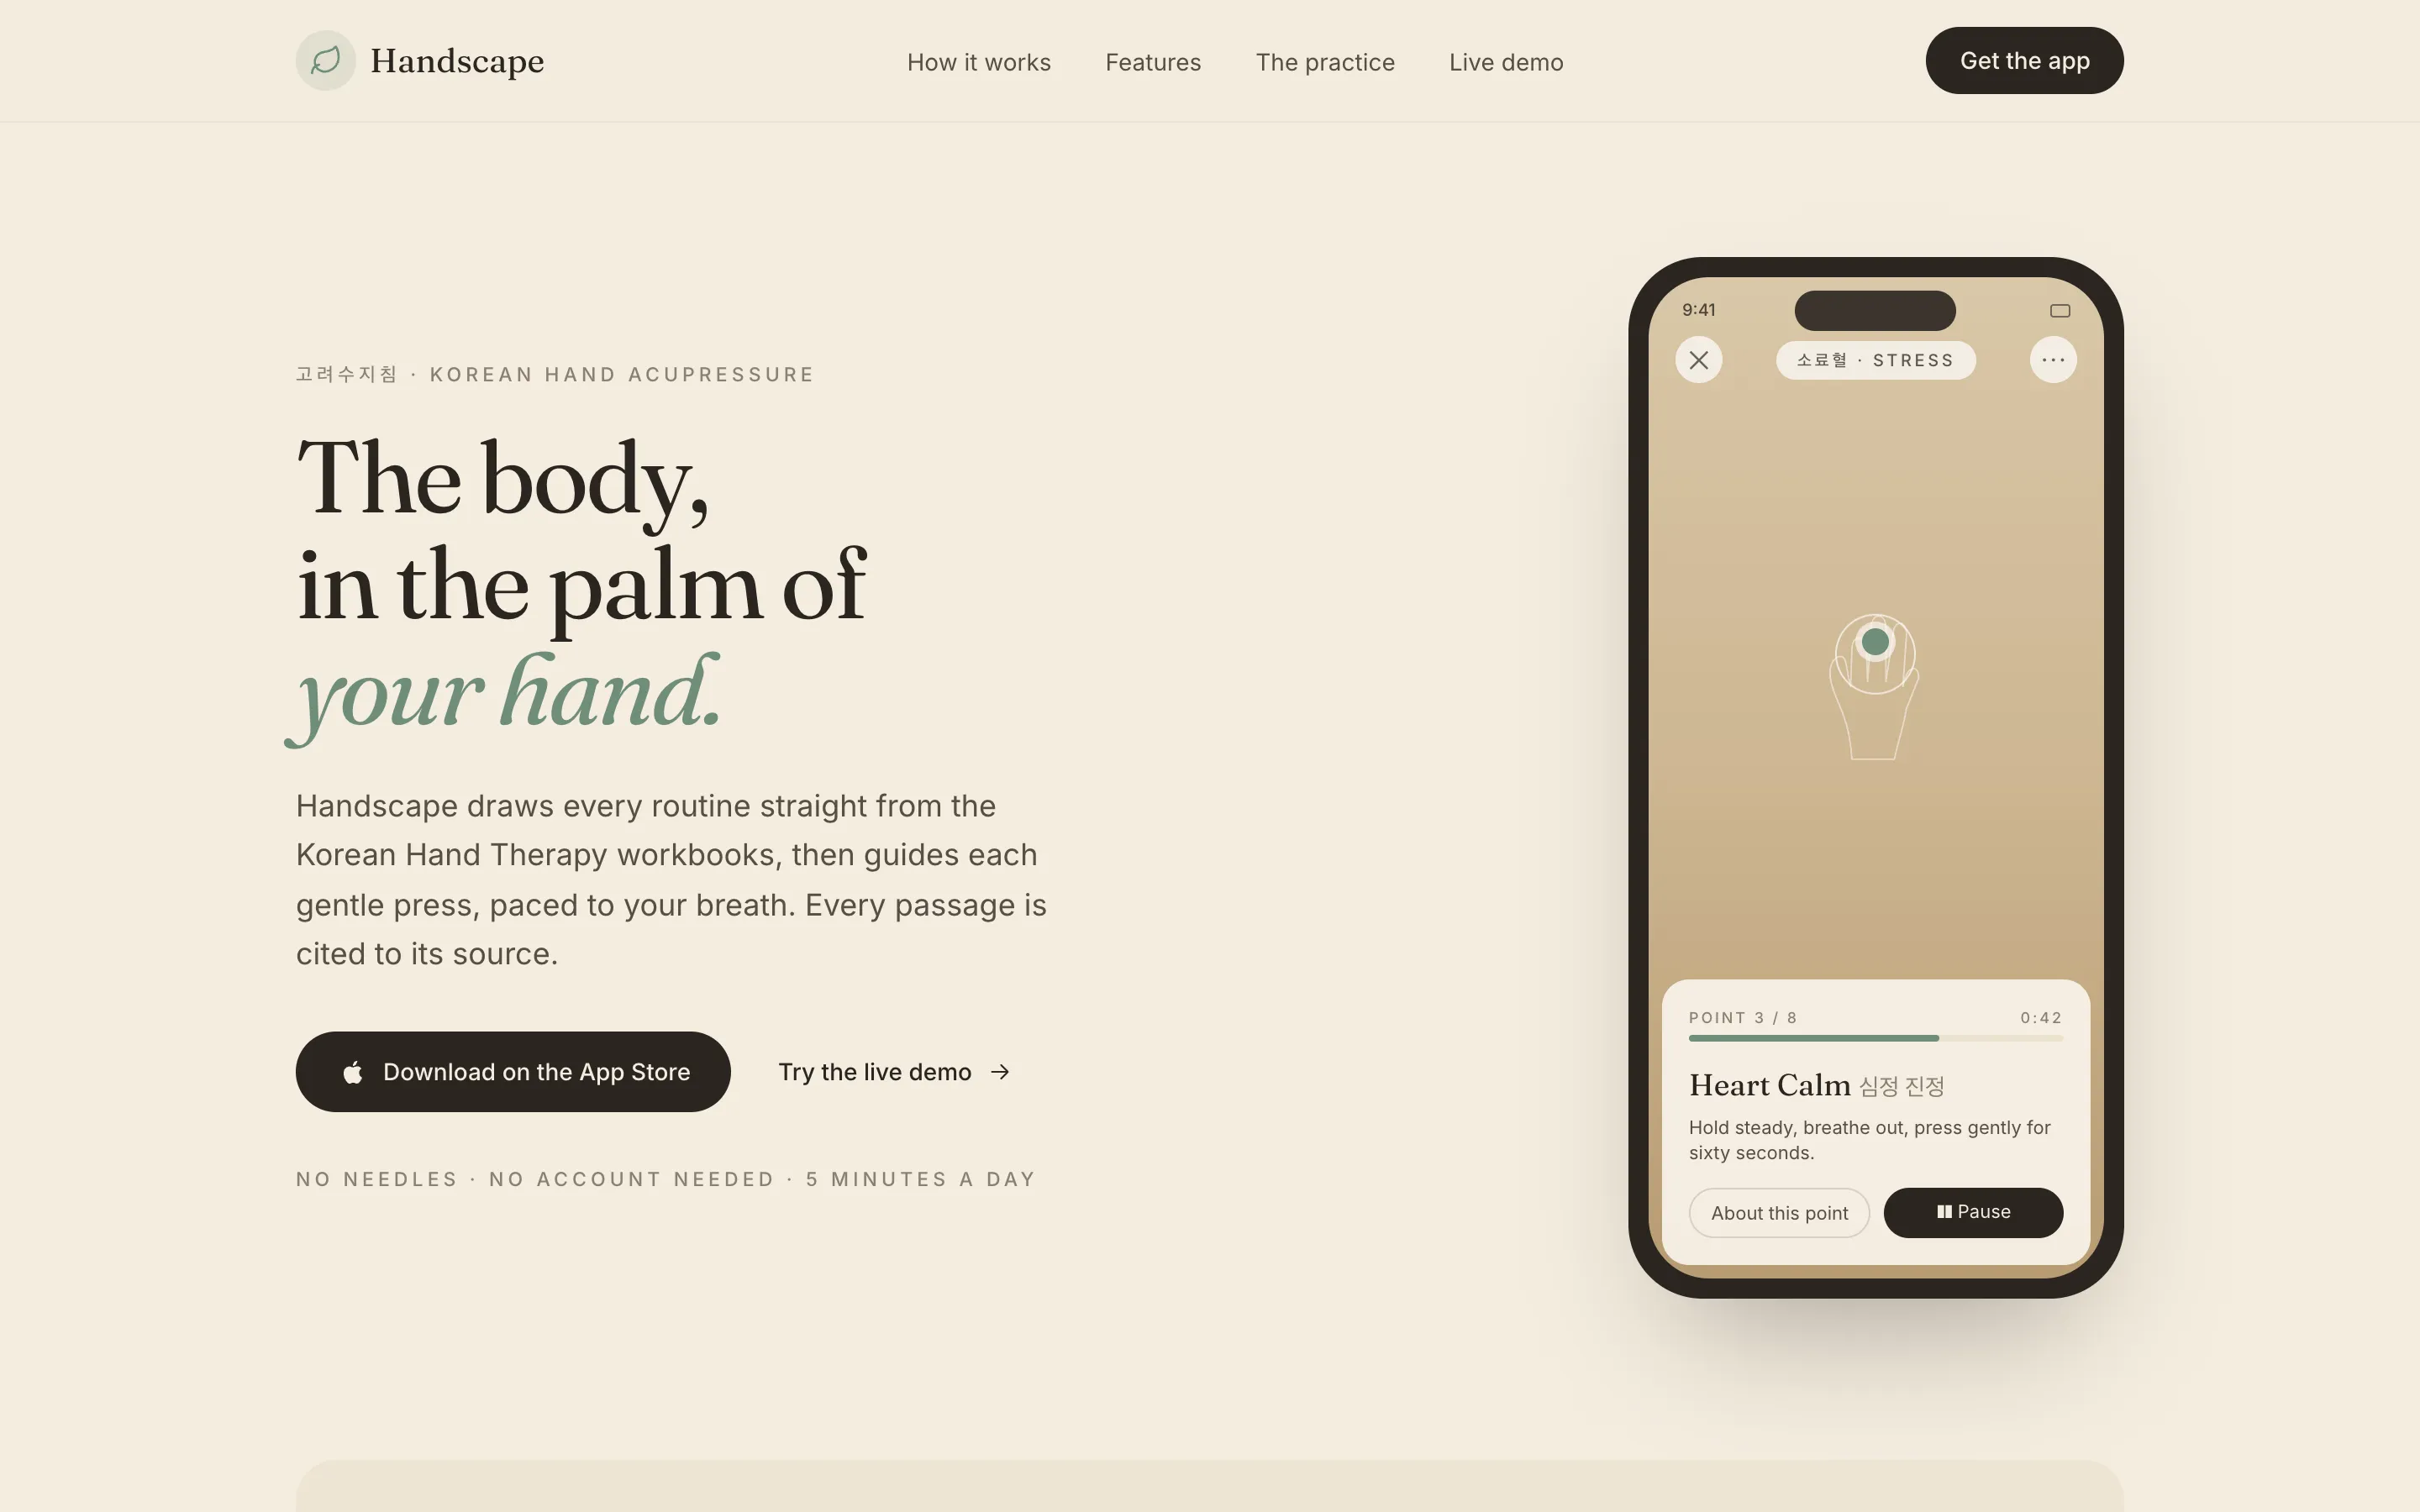 Handscape
How it works
Features
The practice
Live demo
Get the app
고려수지침 · KOREAN HAND ACUPRESSURE
The body,
in the palm of
your hand.
Handscape draws every routine straight from the
Korean Hand Therapy workbooks, then guides each
gentle press, paced to your breath. Every passage is
cited to its source.
Download on the App Store
Try the live demo →
NO NEEDLES · NO ACCOUNT NEEDED · 5 MINUTES A DAY
9:41
소료혈 · STRESS
POINT 3 / 8
0:42
Heart Calm 심정 진정
Hold steady, breathe out, press gently for
sixty seconds.
About this point
Pause